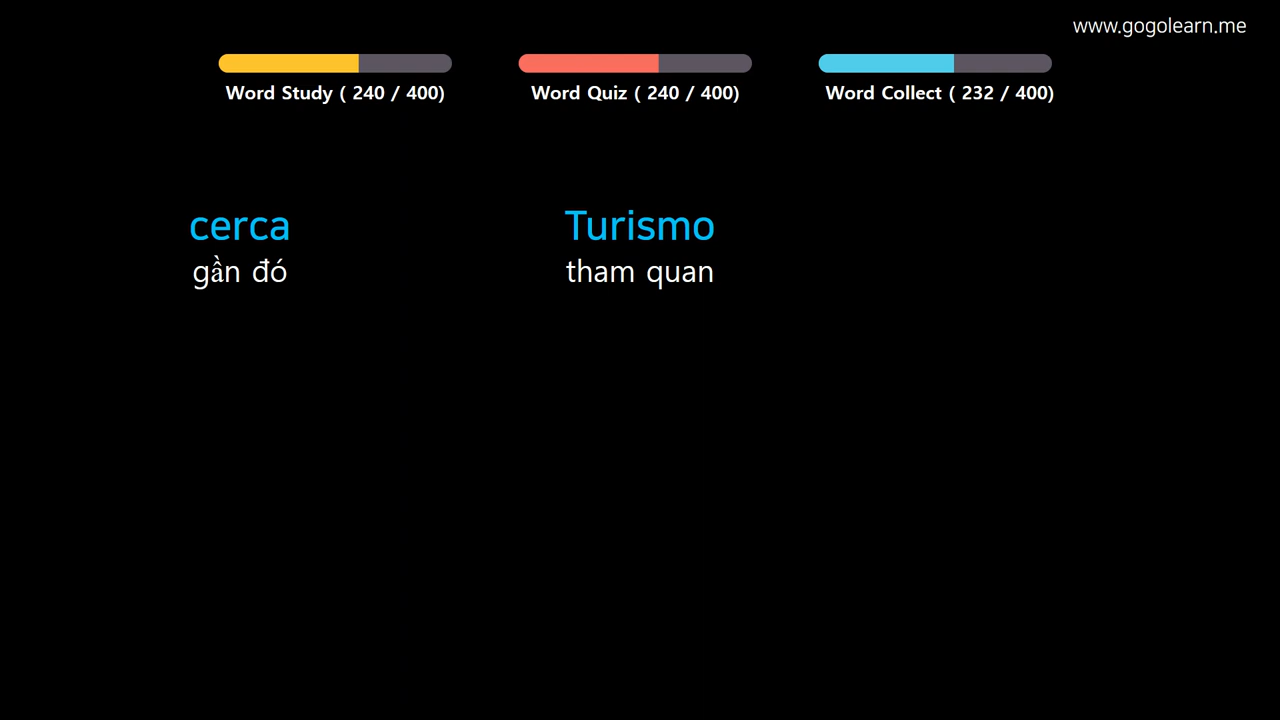 www.gogolearn.me
Word Study ( 240 / 400)
Word Quiz ( 240 / 400)
Word Collect ( 232 / 400)
cerca
gần đó
Turismo
tham quan